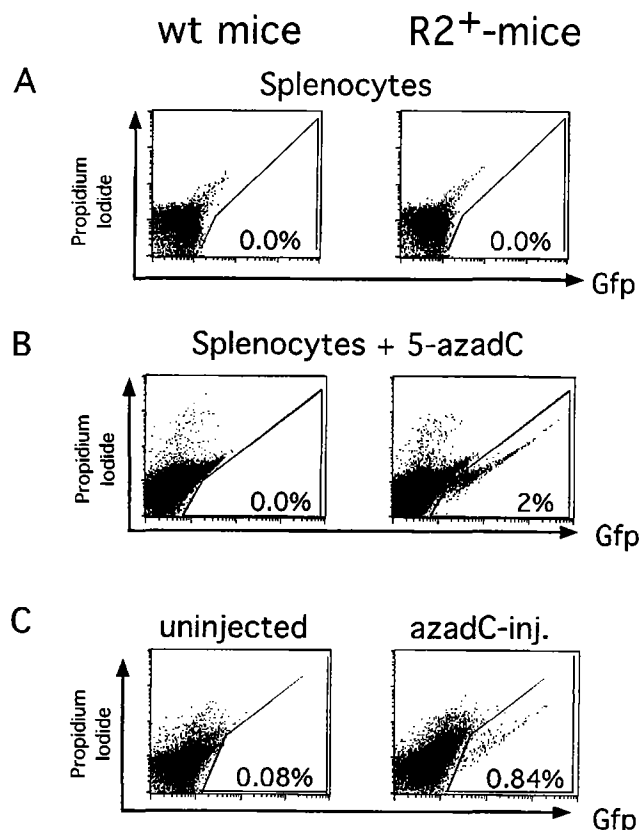 wt mice R2+-mice
A
Splenocytes
Propidium
Iodide
0.0% 0.0%
Gfp
B
Splenocytes + 5-azadC
Propidium
Iodide
0.0% 2%
Gfp
C
uninjected azadC-inj.
Propidium
Iodide
0.08% 0.84%
Gfp